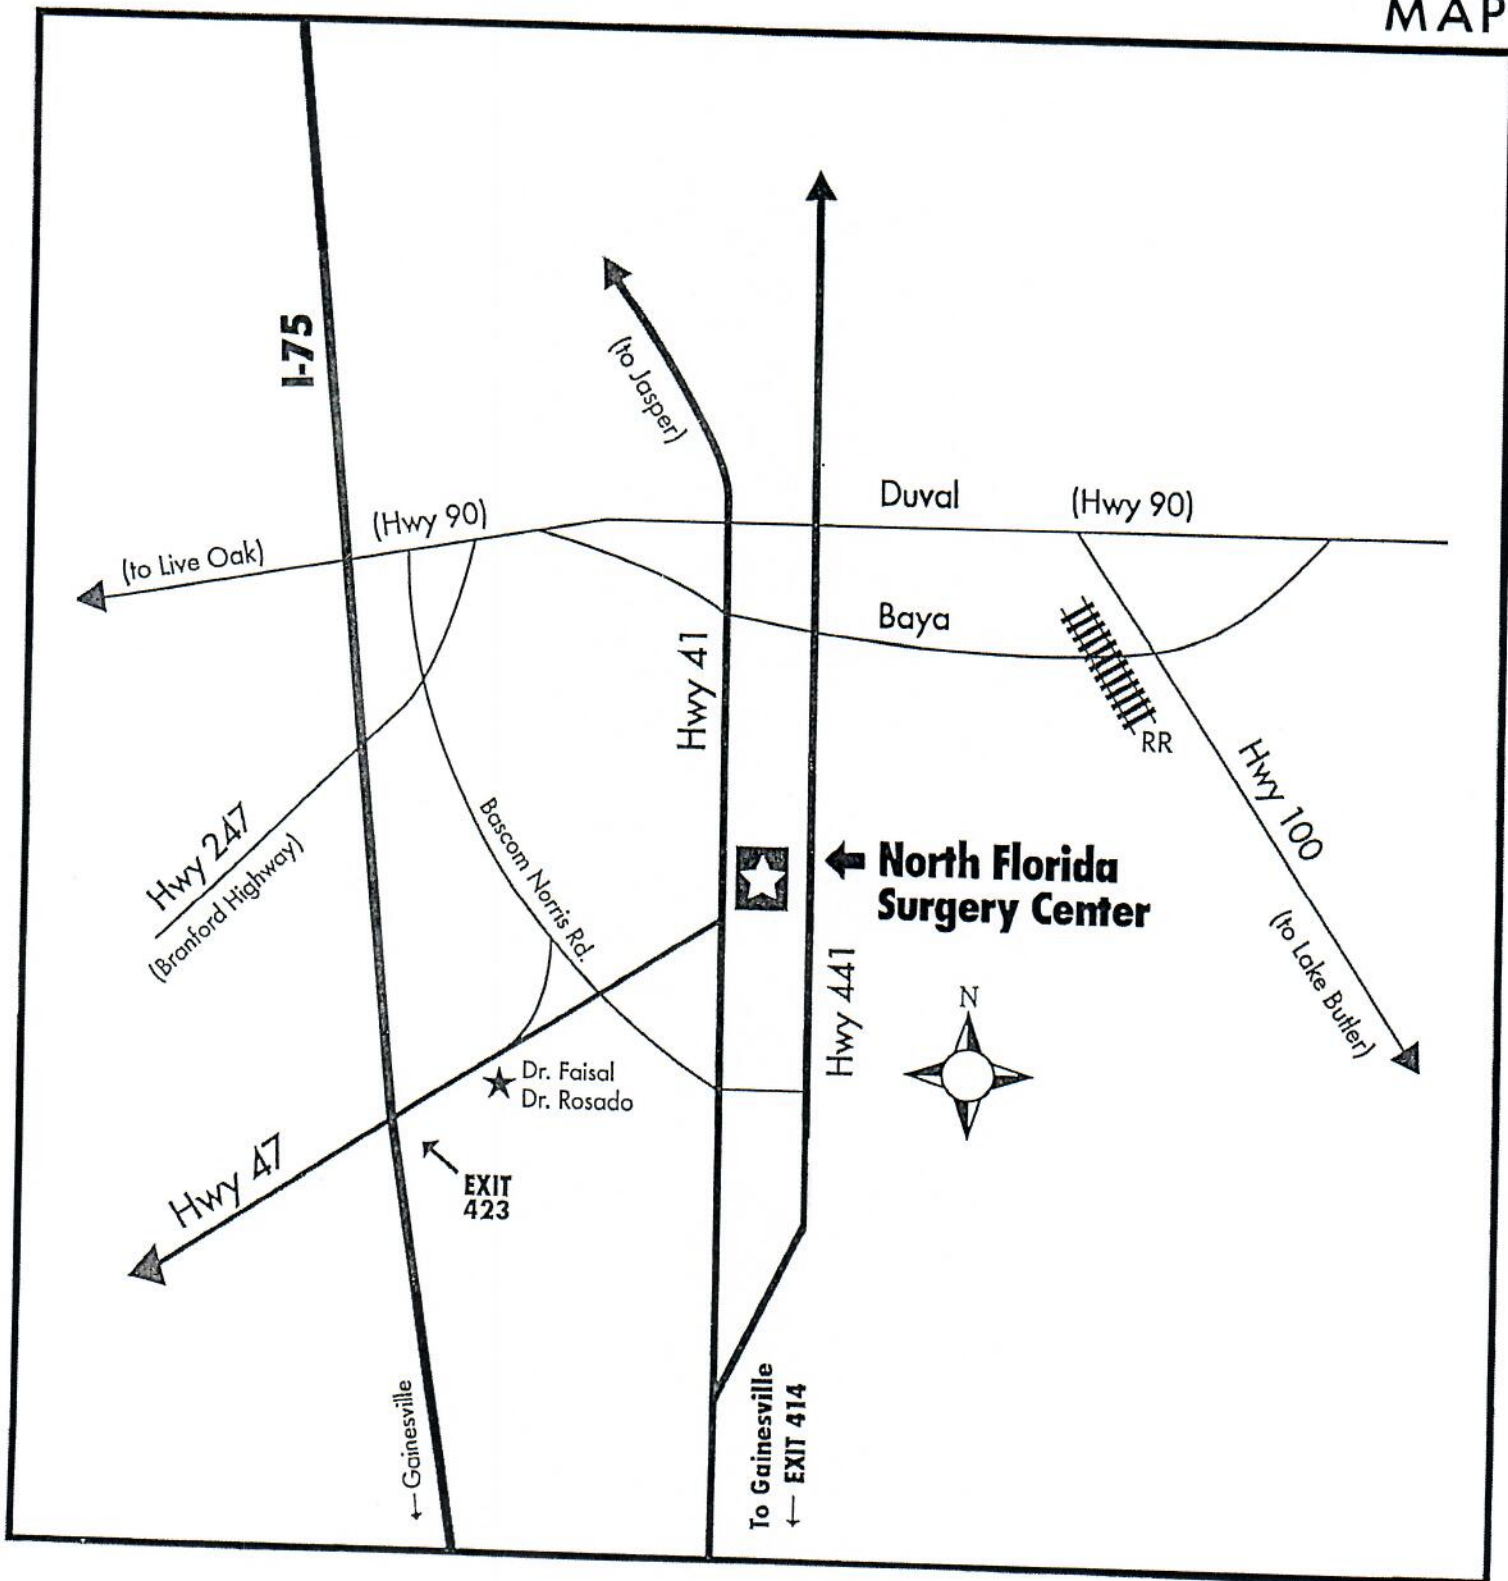 MAP
I-75
(to Jasper)
Duval
(Hwy 90)
(Hwy 90)
(to Live Oak)
Baya
Hwy 41
RR
Hwy 100
Hwy 247
(Branford Highway)
Bascom Norris Rd.
North Florida
Surgery Center
(to Lake Butler)
Hwy 441
N
Dr. Faisal
Dr. Rosado
Hwy 47
EXIT
423
←Gainesville
To Gainesville
← EXIT 414